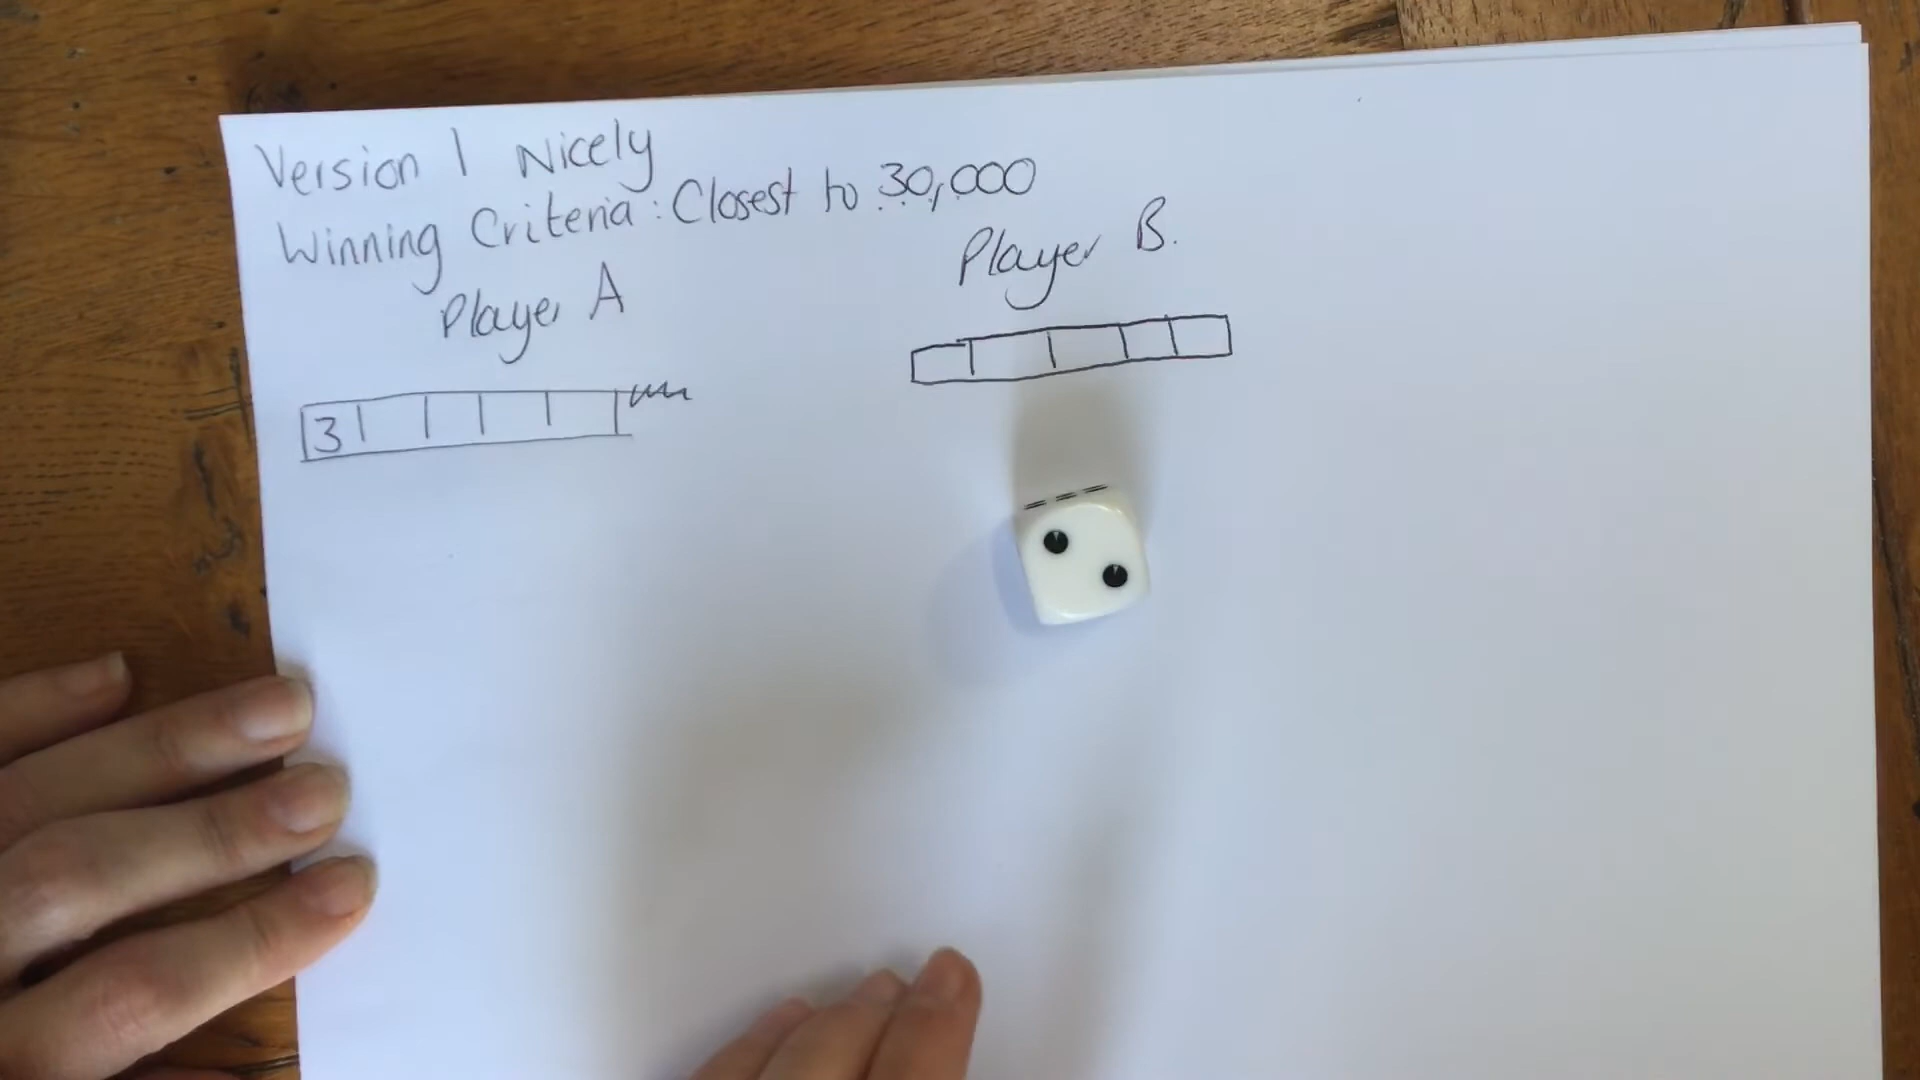 Version 1 Nicely
Winning Criteria: Closest to 30,000
Player A
Player B.
3